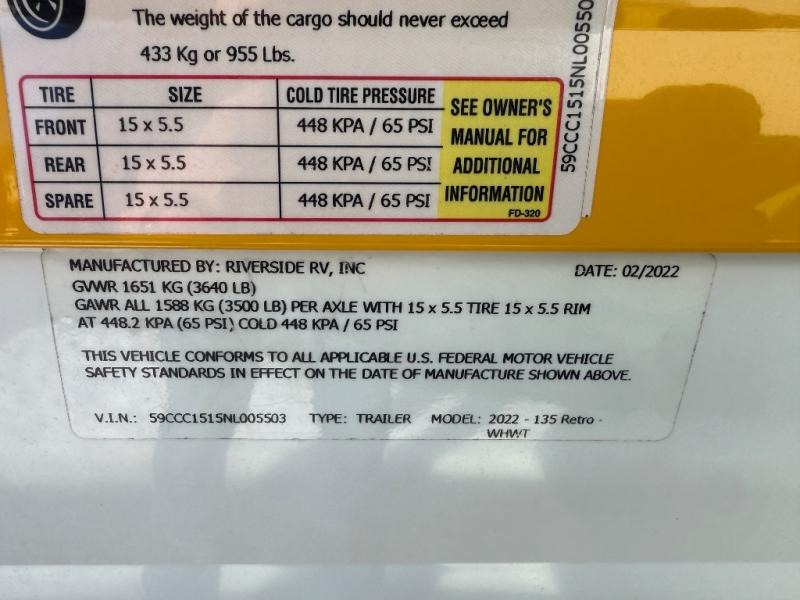 The weight of the cargo should never exceed
433 Kg or 955 Lbs.
TIRE SIZE COLD TIRE PRESSURE
FRONT 15 x 5.5 448 KPA / 65 PSI
REAR 15 x 5.5 448 KPA / 65 PSI
SPARE 15 x 5.5 448 KPA / 65 PSI
SEE OWNER'S
MANUAL FOR
ADDITIONAL
INFORMATION
FD-320
59CCC1515NL00550
MANUFACTURED BY: RIVERSIDE RV, INC DATE: 02/2022
GVWR 1651 KG (3640 LB)
GAWR ALL 1588 KG (3500 LB) PER AXLE WITH 15 x 5.5 TIRE 15 x 5.5 RIM
AT 448.2 KPA (65 PSI) COLD 448 KPA / 65 PSI
THIS VEHICLE CONFORMS TO ALL APPLICABLE U.S. FEDERAL MOTOR VEHICLE
SAFETY STANDARDS IN EFFECT ON THE DATE OF MANUFACTURE SHOWN ABOVE.
V.I.N.: 59CCC1515NL005503 TYPE: TRAILER MODEL: 2022 - 135 Retro -
WHWT